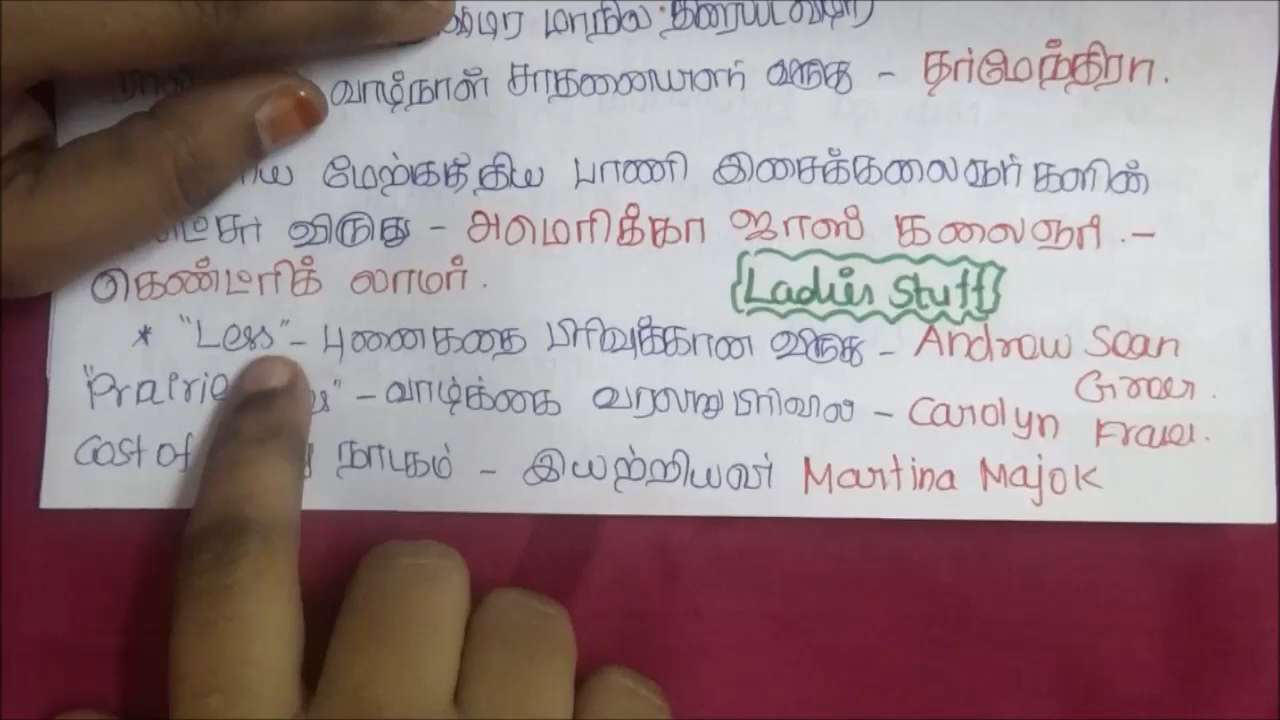 மாநில திரைப்பட
வாழ்நாள் சாதனையாளர் விருது - தர்மேந்திரா.
மேற்கத்திய பாணி இசைக்கலைஞர்களின்
விருது - அமெரிக்கா ஜாஸ் கலைஞர். -
கெண்ட்ரிக் லாமர்.
{Ladies Stuff}
* "Less" - புனைகதை பிரிவுக்கான விருது - Andrew Sean
Greer.
வாழ்க்கை வரலாறு பிரிவில - Carolyn Fraser.
Cost of நாடகம் - இயற்றியவர் Martina Majok